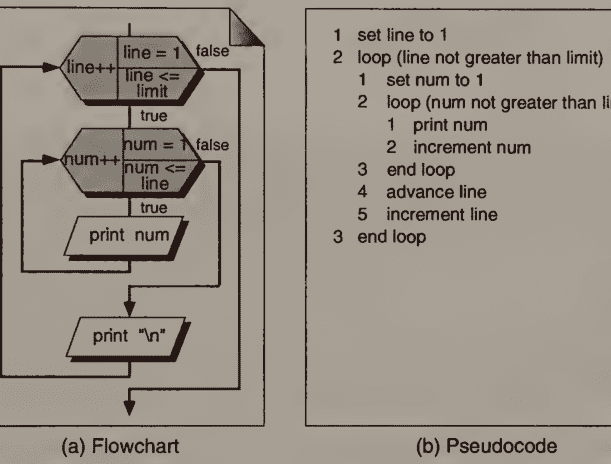 line++
line = 1
line <=
limit
false
true
num++
num = 1
num <=
line
false
true
print num
print "\n"
(a) Flowchart
1 set line to 1
2 loop (line not greater than limit)
1 set num to 1
2 loop (num not greater than
1 print num
2 increment num
3 end loop
4 advance line
5 increment line
3 end loop
(b) Pseudocode